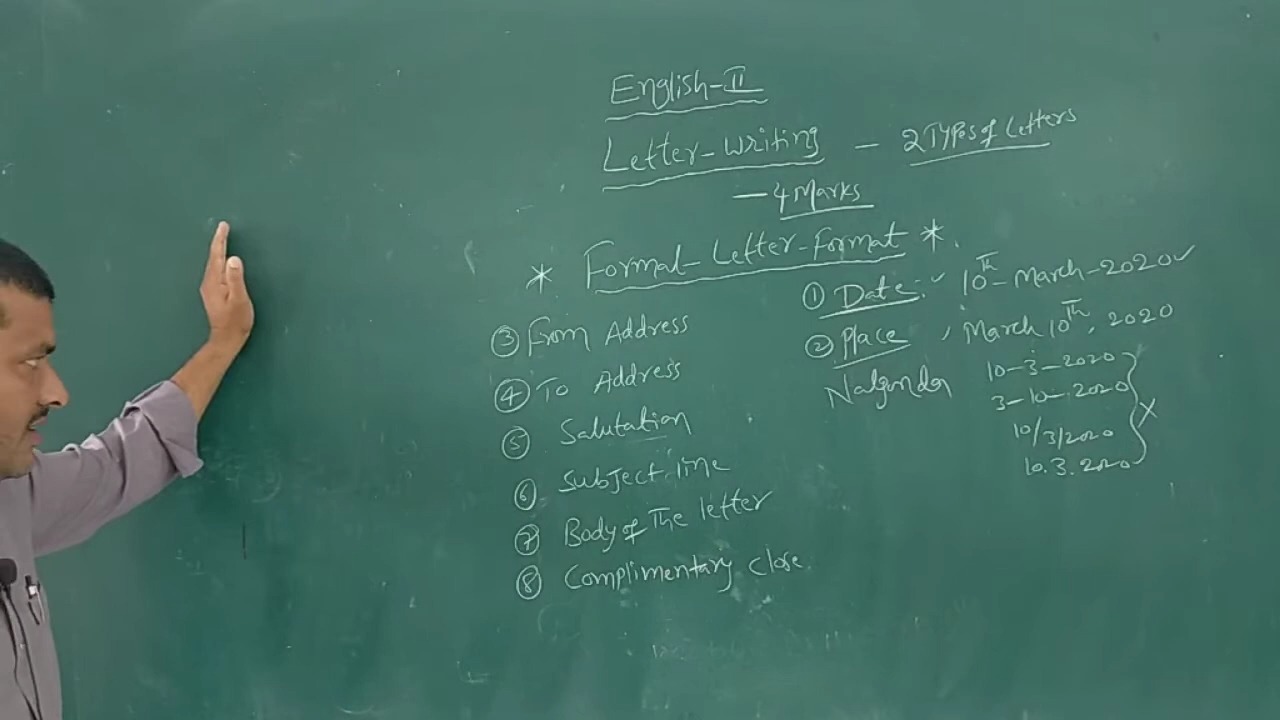 English-II
Letter-Writing - 2 Types of Letters
- 4 Marks
* Formal-Letter-Format *
① Date:- 10th-March-2020 ✓
② Place , March 10th, 2020
Nalgonda
10-3-2020
3-10-2020
10/3/2020
10.3.2020
X
③ From Address
④ To Address
⑤ Salutation
⑥ Subject line
⑦ Body of The letter
⑧ Complimentary close.